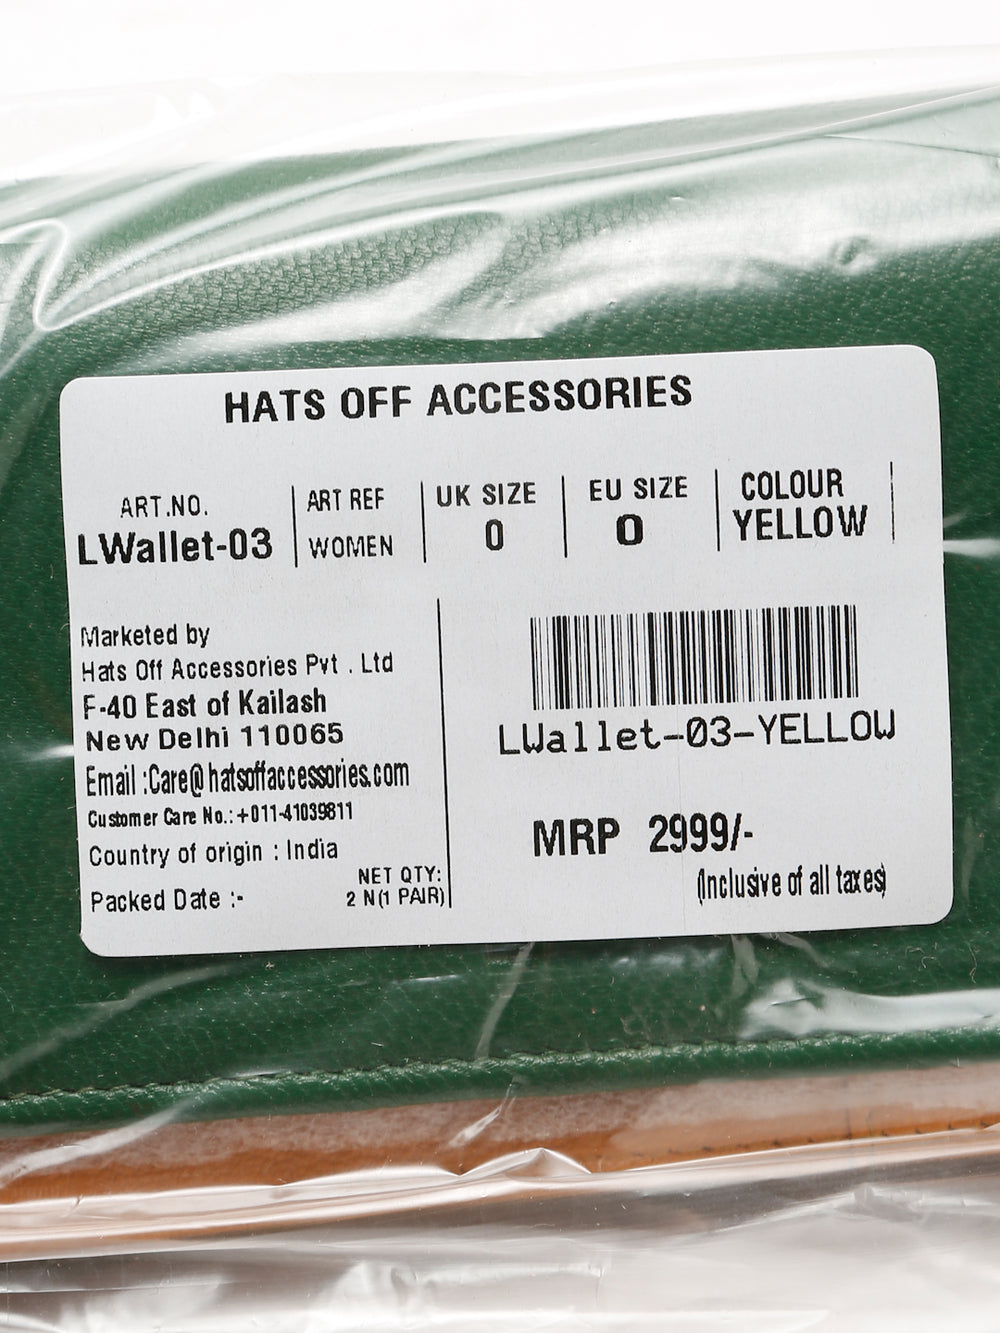 HATS OFF ACCESSORIES
ART.NO. ART REF UK SIZE EU SIZE COLOUR
LWallet-03 WOMEN 0 0 YELLOW
Marketed by
Hats Off Accessories Pvt . Ltd
F-40 East of Kailash
New Delhi 110065
Email :Care@hatsoffaccessories.com
Customer Care No.:+011-41039811
Country of origin : India
Packed Date :-
NET QTY:
2 N(1 PAIR)
LWallet-03-YELLOW
MRP 2999/-
(Inclusive of all taxes)